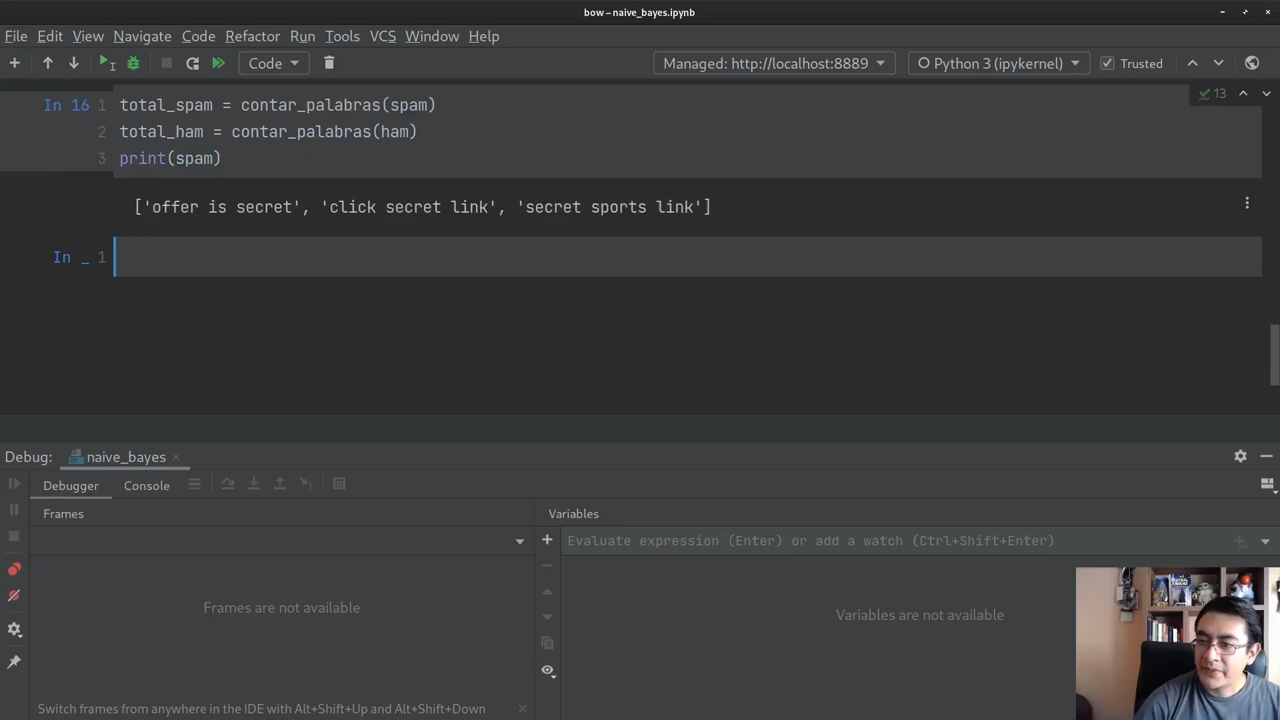 bow – naive_bayes.ipynb
File Edit View Navigate Code Refactor Run Tools VCS Window Help
Code Managed: http://localhost:8889 Python 3 (ipykernel) Trusted
In 16 1 total_spam = contar_palabras(spam) 13
2 total_ham = contar_palabras(ham)
3 print(spam)
['offer is secret', 'click secret link', 'secret sports link']
In _ 1
Debug: naive_bayes
Debugger Console
Frames Variables
Evaluate expression (Enter) or add a watch (Ctrl+Shift+Enter)
Frames are not available Variables are not available
Switch frames from anywhere in the IDE with Alt+Shift+Up and Alt+Shift+Down